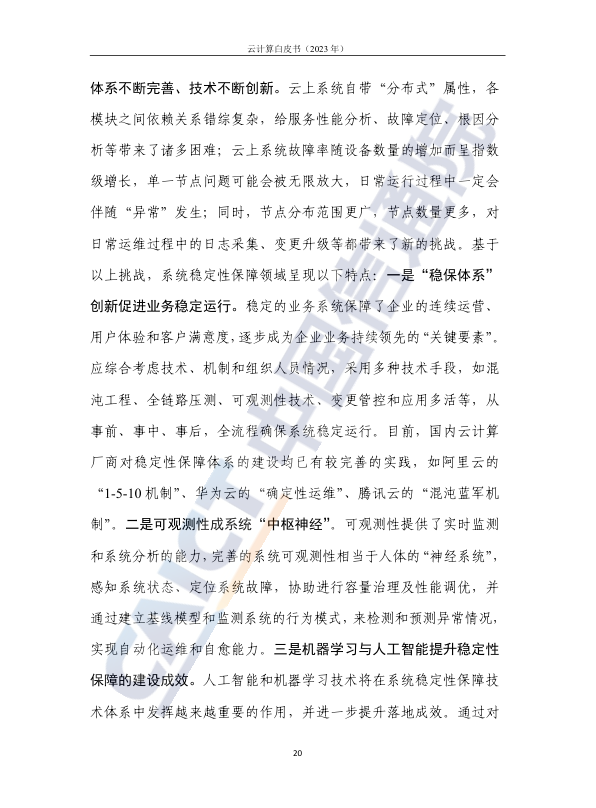 云计算白皮书（2023 年）
体系不断完善、技术不断创新。云上系统自带“分布式”属性，各
模块之间依赖关系错综复杂，给服务性能分析、故障定位、根因分
析等带来了诸多困难；云上系统故障率随设备数量的增加而呈指数
级增长，单一节点问题可能会被无限放大，日常运行过程中一定会
伴随“异常”发生；同时，节点分布范围更广，节点数量更多，对
日常运维过程中的日志采集、变更升级等都带来了新的挑战。基于
以上挑战，系统稳定性保障领域呈现以下特点：一是“稳保体系”
创新促进业务稳定运行。稳定的业务系统保障了企业的连续运营、
用户体验和客户满意度，逐步成为企业业务持续领先的“关键要素”。
应综合考虑技术、机制和组织人员情况，采用多种技术手段，如混
沌工程、全链路压测、可观测性技术、变更管控和应用多活等，从
事前、事中、事后，全流程确保系统稳定运行。目前，国内云计算
厂商对稳定性保障体系的建设均已有较完善的实践，如阿里云的
“1-5-10 机制”、华为云的“确定性运维”、腾讯云的“混沌蓝军机
制”。二是可观测性成系统“中枢神经”。可观测性提供了实时监测
和系统分析的能力，完善的系统可观测性相当于人体的“神经系统”，
感知系统状态、定位系统故障，协助进行容量治理及性能调优，并
通过建立基线模型和监测系统的行为模式，来检测和预测异常情况，
实现自动化运维和自愈能力。三是机器学习与人工智能提升稳定性
保障的建设成效。人工智能和机器学习技术将在系统稳定性保障技
术体系中发挥越来越重要的作用，并进一步提升落地成效。通过对
20
CAICT 中国信通院